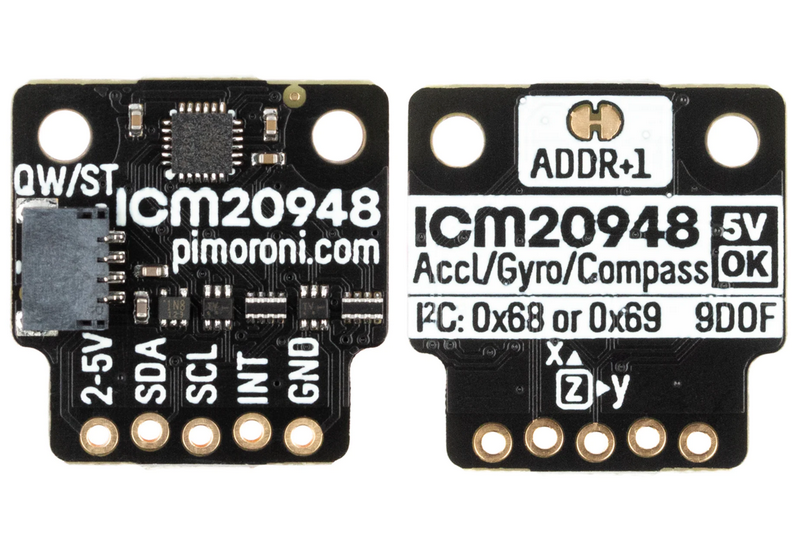 QW/ST
ICM20948
pimoroni.com
2-5V
SDA
SCL
INT
GND
ADDR+1
ICM20948
5V
OK
Accl/Gyro/Compass
I²C: 0x68 or 0x69 9DOF
x
z
y